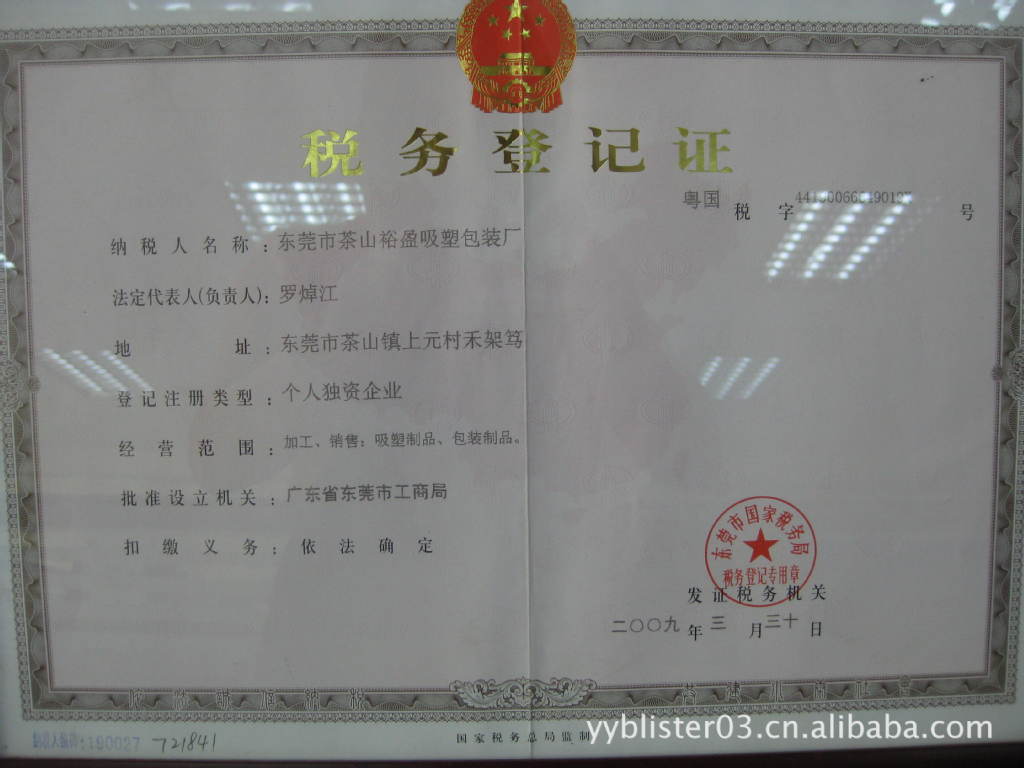 税务登记证
粤国 税 字 号
纳税人名称：东莞市茶山裕盈吸塑包装厂
法定代表人(负责人)：罗焯江
地 址：东莞市茶山镇上元村禾架笃
登记注册类型：个人独资企业
经营范围：加工、销售：吸塑制品、包装制品。
批准设立机关：广东省东莞市工商局
扣缴义务：依法确定
东莞市国家税务局
税务登记专用章
发证税务机关
二〇〇九年三月三十日
:190027 721841
国家税务总局监制
yyblister03.cn.alibaba.com